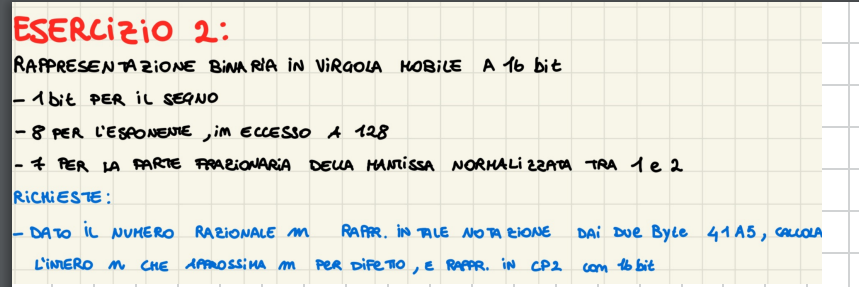 ESERCIZIO 2:
RAPPRESENTAZIONE BINARIA IN VIRGOLA MOBILE A 16 bit
- 1 bit PER IL SEGNO
- 8 PER L'ESPONENTE, in ECCESSO A 128
- 7 PER LA PARTE FRAZIONARIA DELLA MANTISSA NORMALIZZATA TRA 1 e 2
RICHIESTE:
- DATO IL NUMERO RAZIONALE m RAPPR. IN TALE NOTAZIONE DAI DUE Byte 41A5, CALCOLA
L'INTERO n CHE APPROSSIMA m PER DIFETTO, E RAPPR. IN CP2 con 16 bit